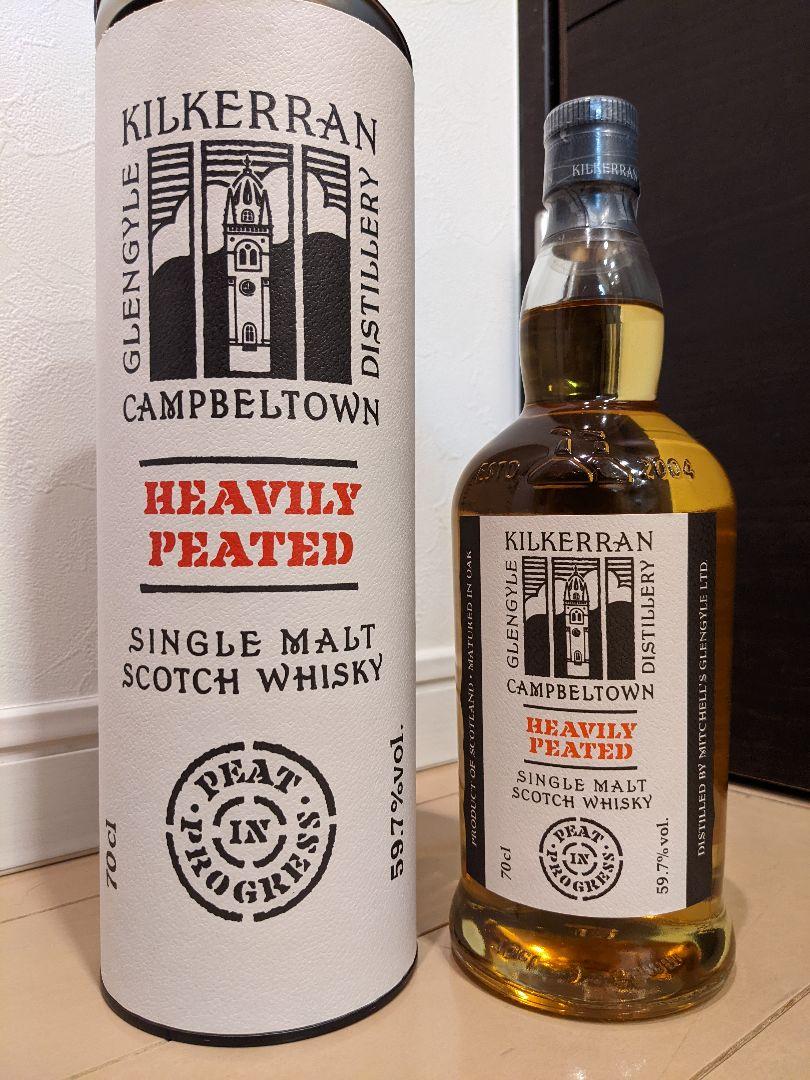 KILKERRAN
GLENGYLE
DISTILLERY
CAMPBELTOWN
HEAVILY
PEATED
SINGLE MALT
SCOTCH WHISKY
· PEAT ·
IN
PROGRESS
70cl
59.7%vol.
KILKERRAN
ESTD 2004
KILKERRAN
GLENGYLE
DISTILLERY
CAMPBELTOWN
HEAVILY
PEATED
SINGLE MALT
SCOTCH WHISKY
· PEAT ·
IN
PROGRESS
70cl
59.7%vol.
PRODUCT OF SCOTLAND · MATURED IN OAK
DISTILLED BY MITCHELL'S GLENGYLE LTD.